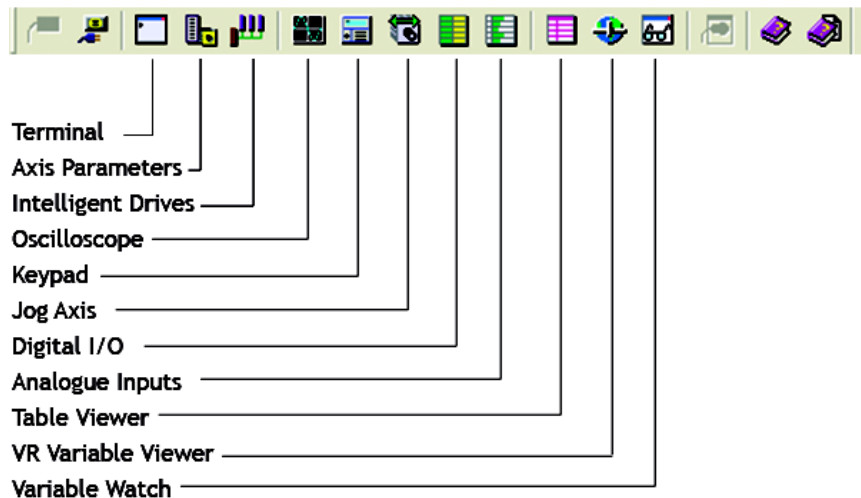 Terminal
Axis Parameters
Intelligent Drives
Oscilloscope
Keypad
Jog Axis
Digital I/O
Analogue Inputs
Table Viewer
VR Variable Viewer
Variable Watch